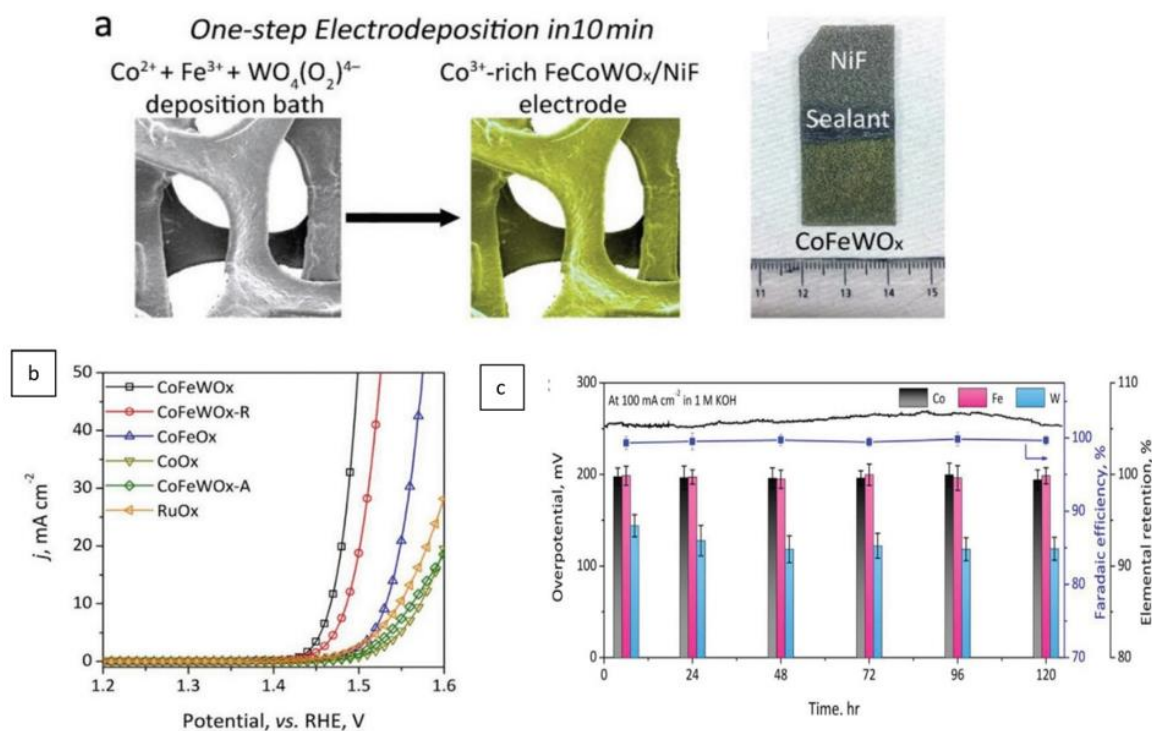 a
One-step Electrodeposition in10 min
Co²⁺ + Fe³⁺ + WO₄(O₂)⁴⁻
deposition bath
Co³⁺-rich FeCoWOₓ/NiF
electrode
NiF
Sealant
CoFeWOₓ
11 12 13 14 15
b
50
40
30
20
10
0
j, mA cm⁻²
CoFeWOx
CoFeWOx-R
CoFeOx
CoOx
CoFeWOx-A
RuOx
1.2 1.3 1.4 1.5 1.6
Potential, vs. RHE, V
c
300
200
100
0
Overpotential, mV
At 100 mA cm⁻² in 1 M KOH
Co Fe W
100
90
80
70
Faradaic efficiency, %
110
100
90
80
Elemental retention, %
0 24 48 72 96 120
Time. hr